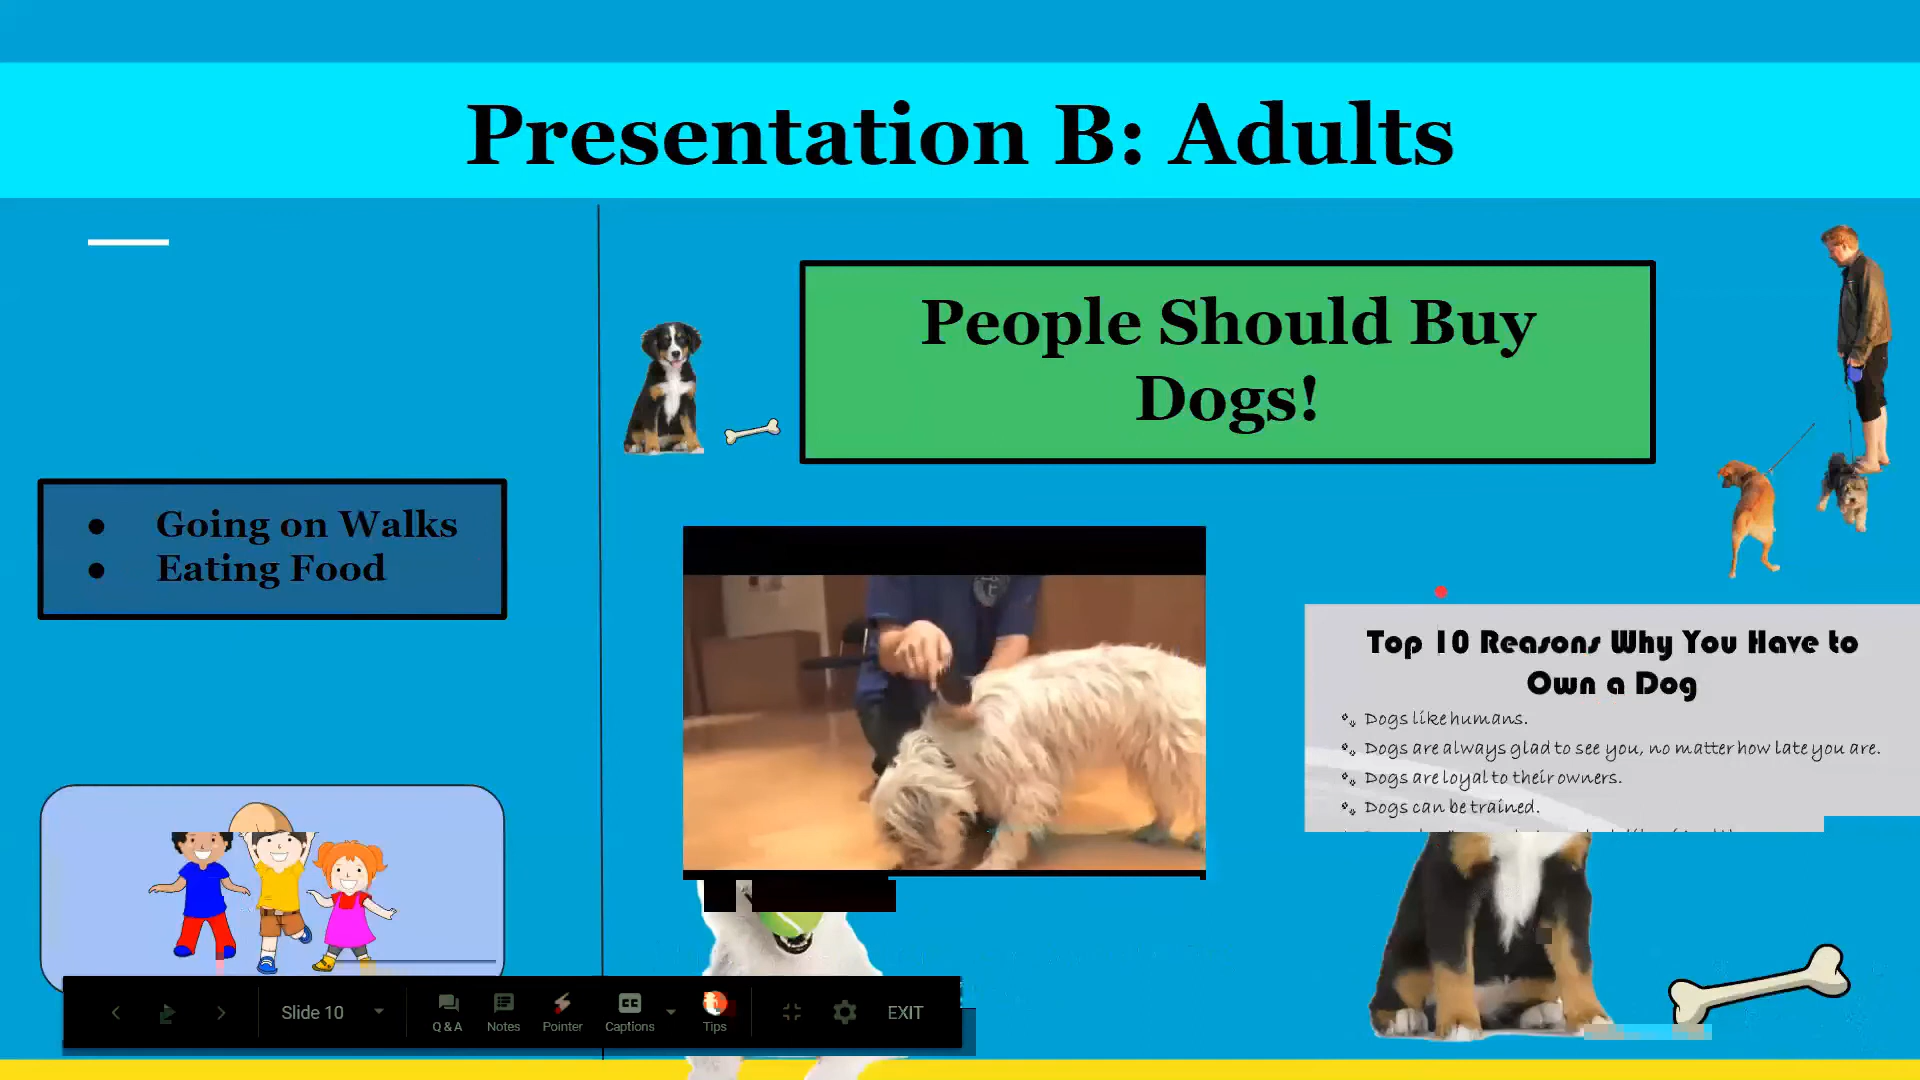 Presentation B: Adults
People Should Buy
Dogs!
● Going on Walks
● Eating Food
Top 10 Reasons Why You Have to
Own a Dog
Dogs like humans.
Dogs are always glad to see you, no matter how late you are.
Dogs are loyal to their owners.
Dogs can be trained.
Slide 10
Q & A
Notes
Pointer
CC
Captions
Tips
EXIT